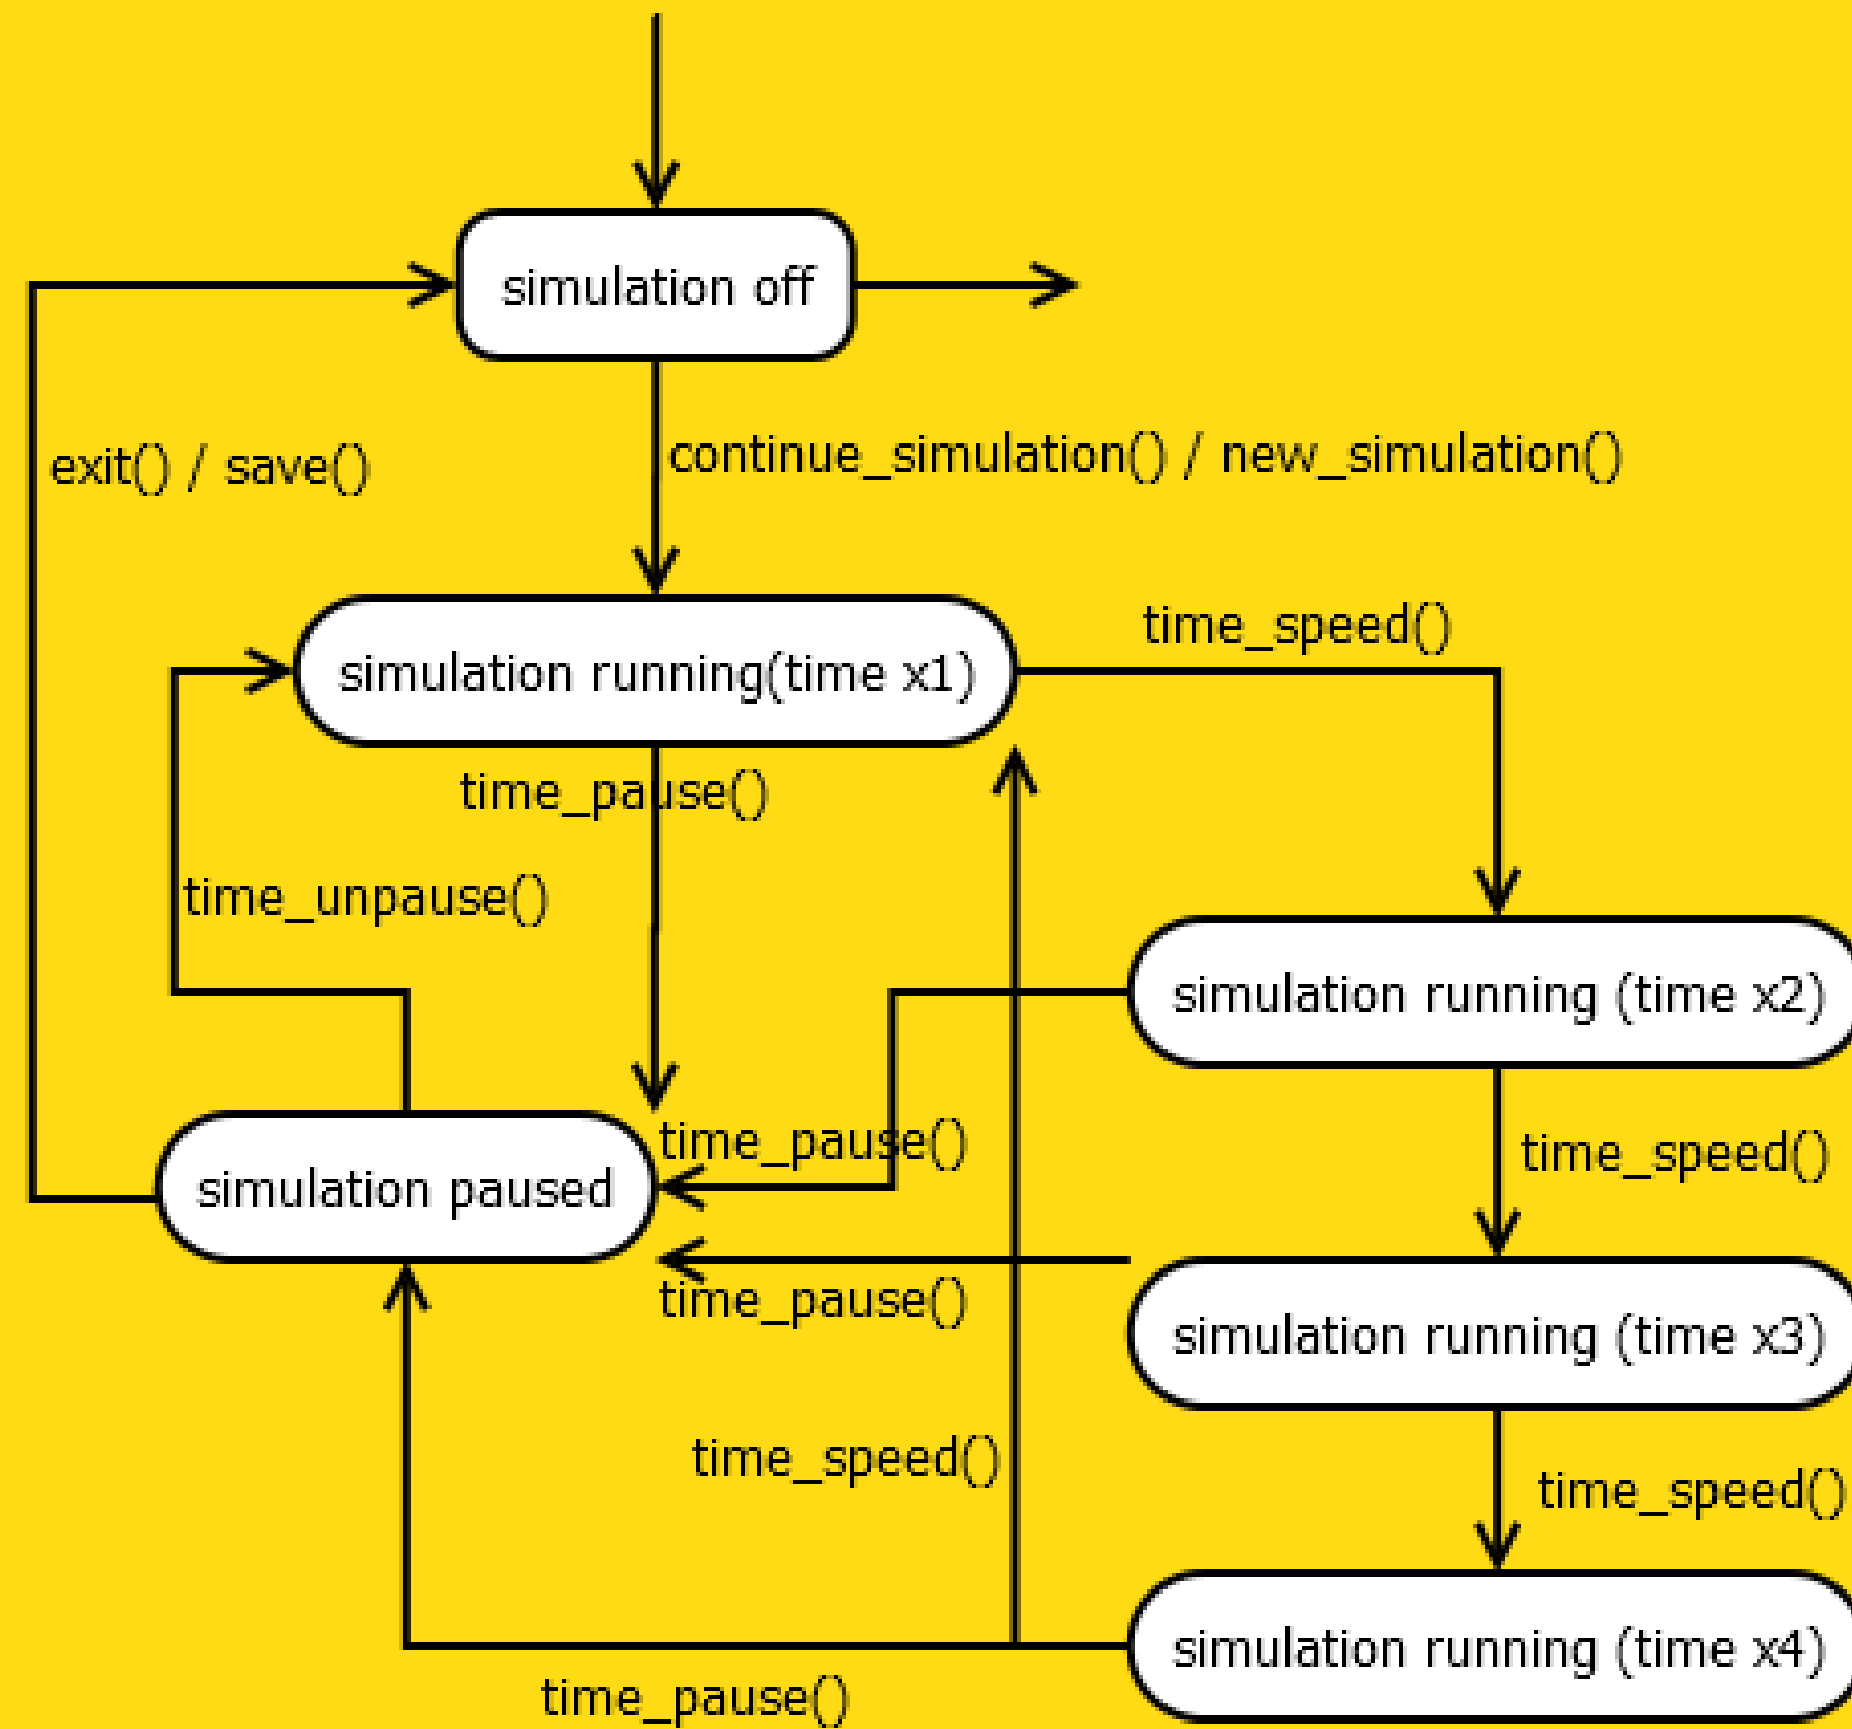 simulation off
exit() / save()
continue_simulation() / new_simulation()
time_speed()
simulation running(time x1)
time_pause()
time_unpause()
simulation running (time x2)
time_pause()
time_speed()
simulation paused
time_pause()
simulation running (time x3)
time_speed()
time_speed()
simulation running (time x4)
time_pause()